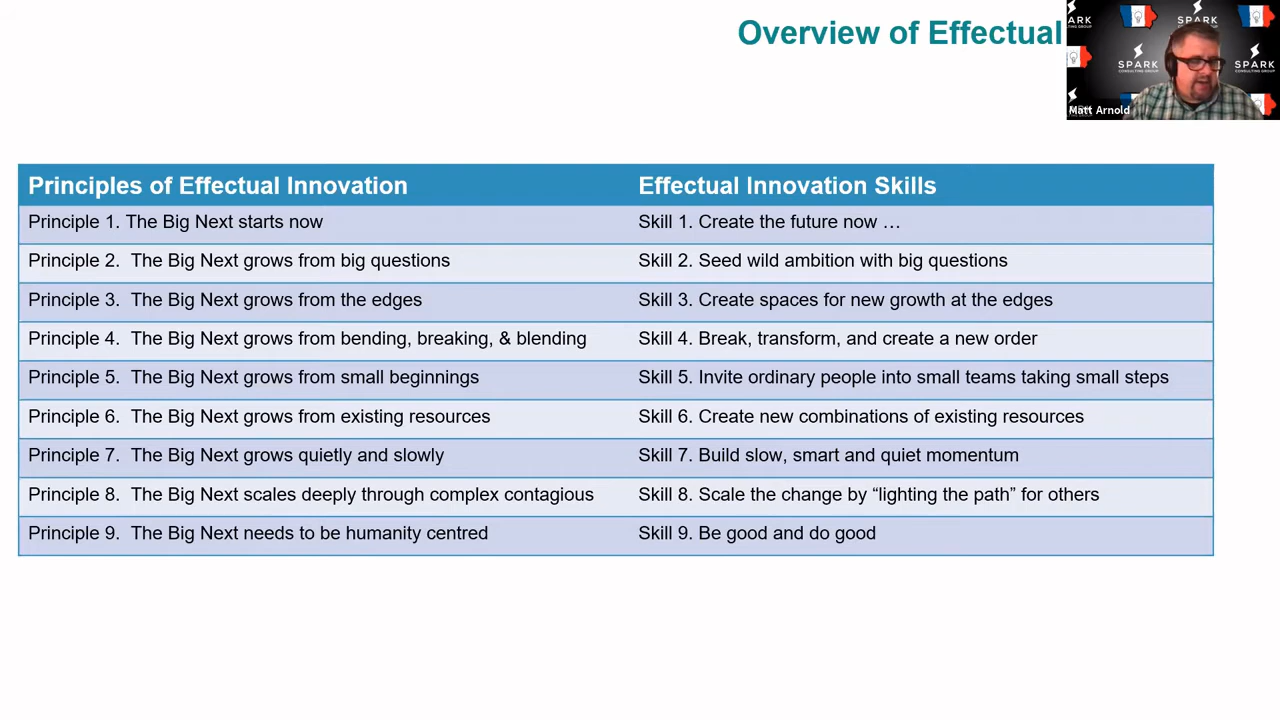 Overview of Effectual
SPARK
CONSULTING GROUP
SPARK
CONSULTING GROUP
SPARK
CONSULTING GROUP
Matt Arnold
Principles of Effectual Innovation Effectual Innovation Skills
Principle 1. The Big Next starts now Skill 1. Create the future now …
Principle 2. The Big Next grows from big questions Skill 2. Seed wild ambition with big questions
Principle 3. The Big Next grows from the edges Skill 3. Create spaces for new growth at the edges
Principle 4. The Big Next grows from bending, breaking, & blending Skill 4. Break, transform, and create a new order
Principle 5. The Big Next grows from small beginnings Skill 5. Invite ordinary people into small teams taking small steps
Principle 6. The Big Next grows from existing resources Skill 6. Create new combinations of existing resources
Principle 7. The Big Next grows quietly and slowly Skill 7. Build slow, smart and quiet momentum
Principle 8. The Big Next scales deeply through complex contagious Skill 8. Scale the change by “lighting the path” for others
Principle 9. The Big Next needs to be humanity centred Skill 9. Be good and do good